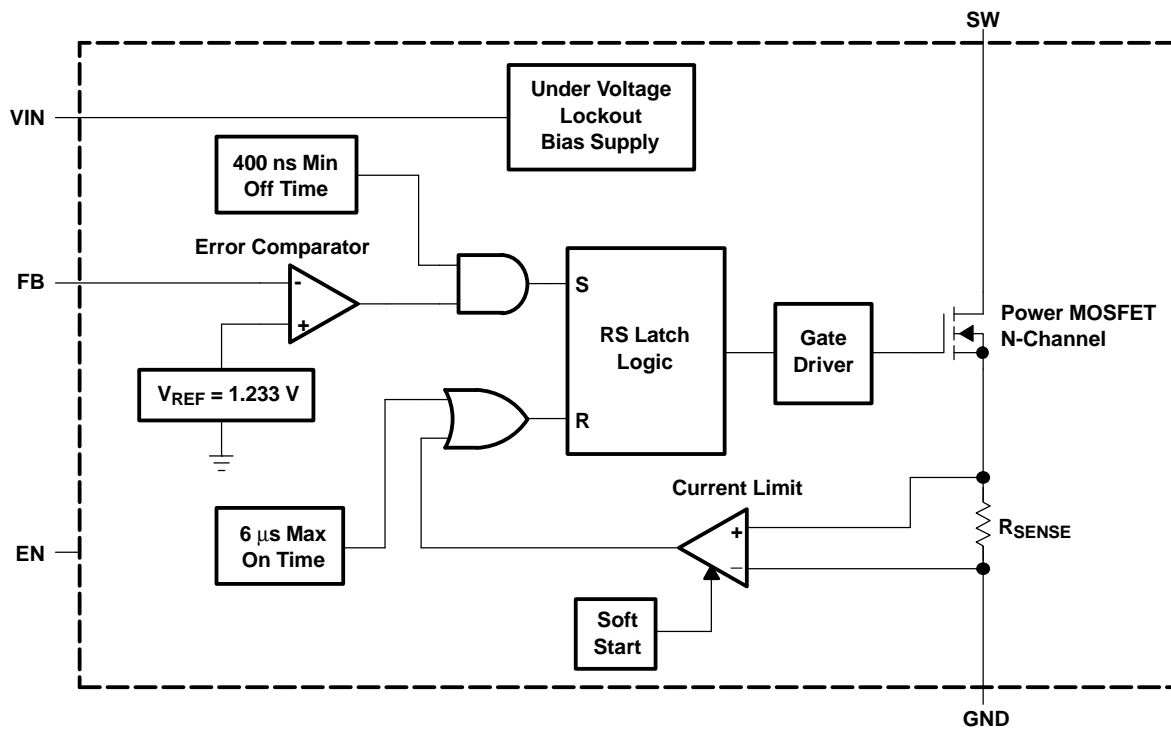 SW
Under Voltage
Lockout
Bias Supply
VIN
400 ns Min
Off Time
Error Comparator
FB
-
+
S
RS Latch
Logic
R
Gate
Driver
Power MOSFET
N-Channel
VREF = 1.233 V
Current Limit
6 μs Max
On Time
EN
+
–
RSENSE
Soft
Start
GND